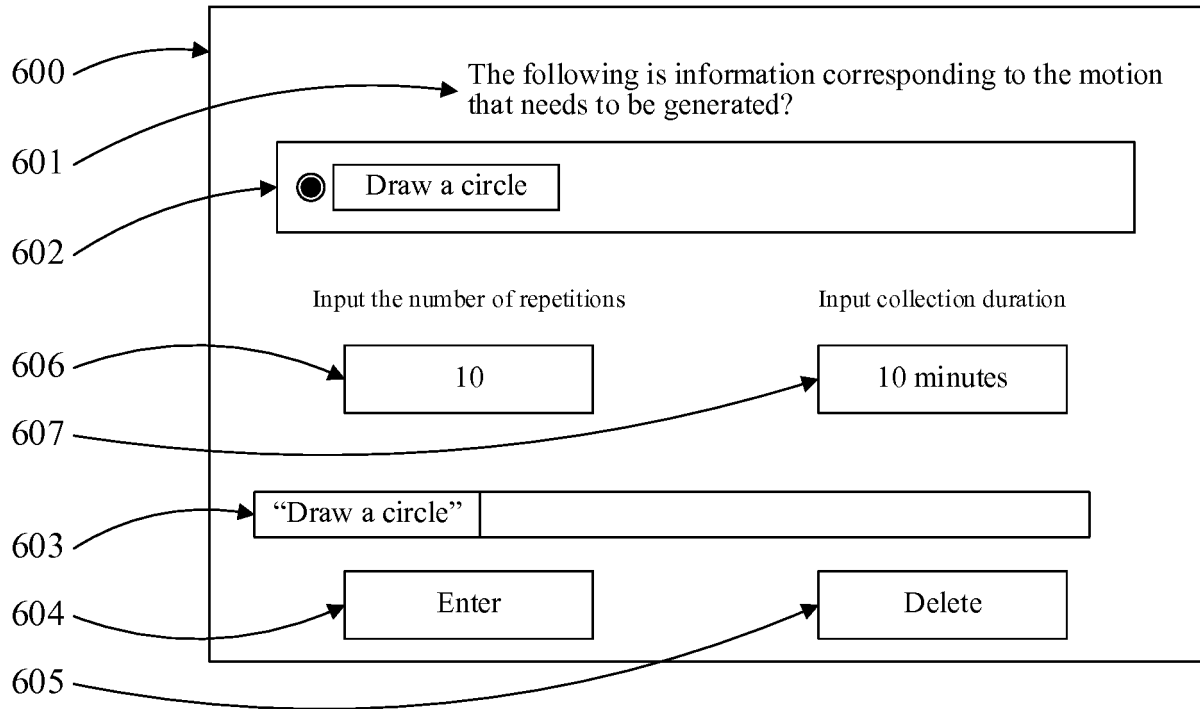 600
The following is information corresponding to the motion
that needs to be generated?
601
Draw a circle
602
Input the number of repetitions
Input collection duration
606
10
10 minutes
607
“Draw a circle”
603
604
Enter
Delete
605